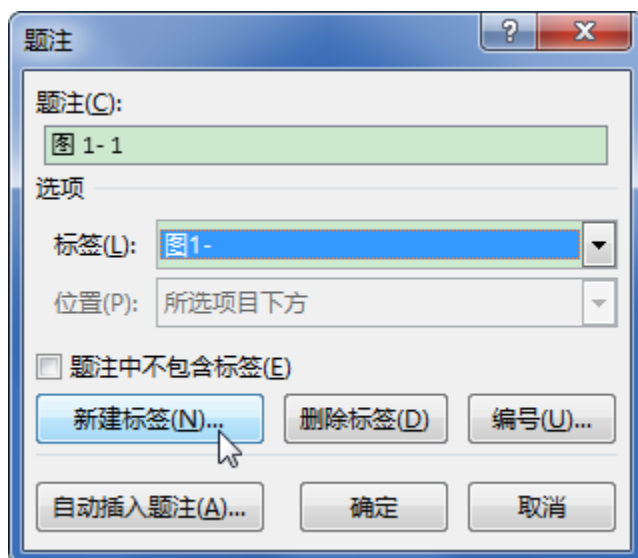 题注
题注(C):
图 1- 1
选项
标签(L): 图1-
位置(P): 所选项目下方
题注中不包含标签(E)
新建标签(N)... 删除标签(D) 编号(U)...
自动插入题注(A)... 确定 取消